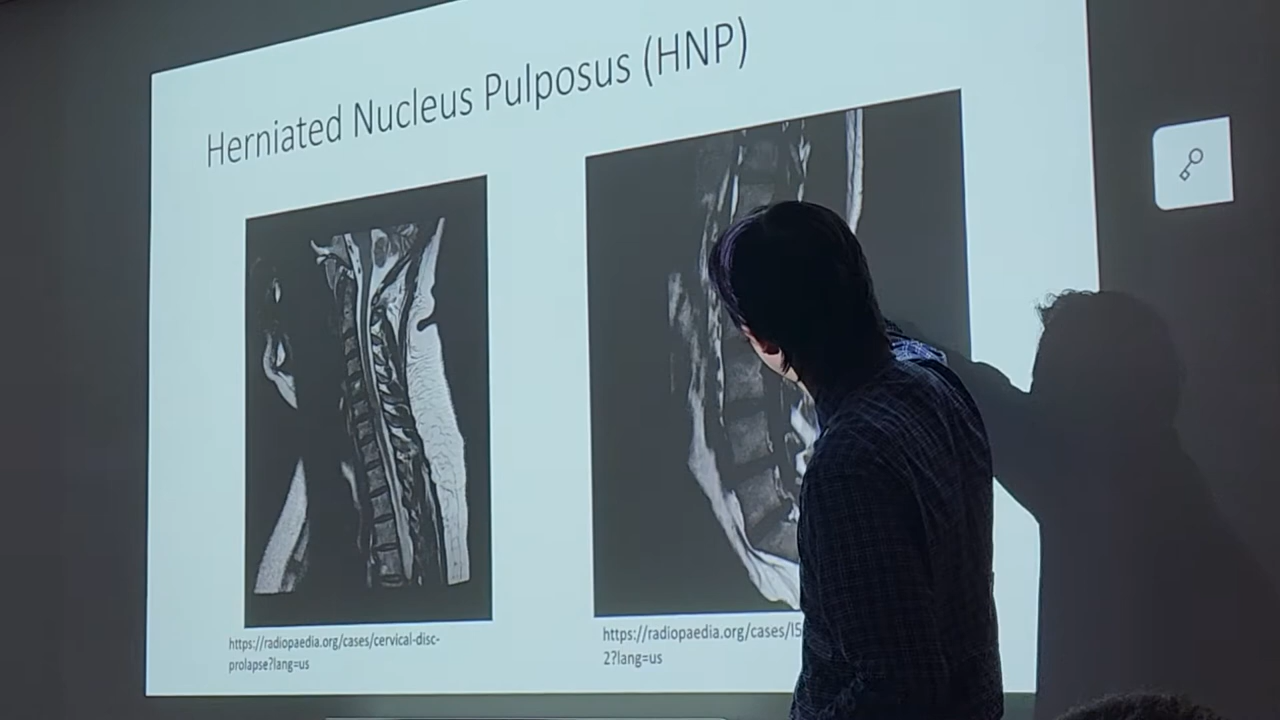 Herniated Nucleus Pulposus (HNP)
https://radiopaedia.org/cases/cervical-disc-
prolapse?lang=us
https://radiopaedia.org/cases/l5
2?lang=us